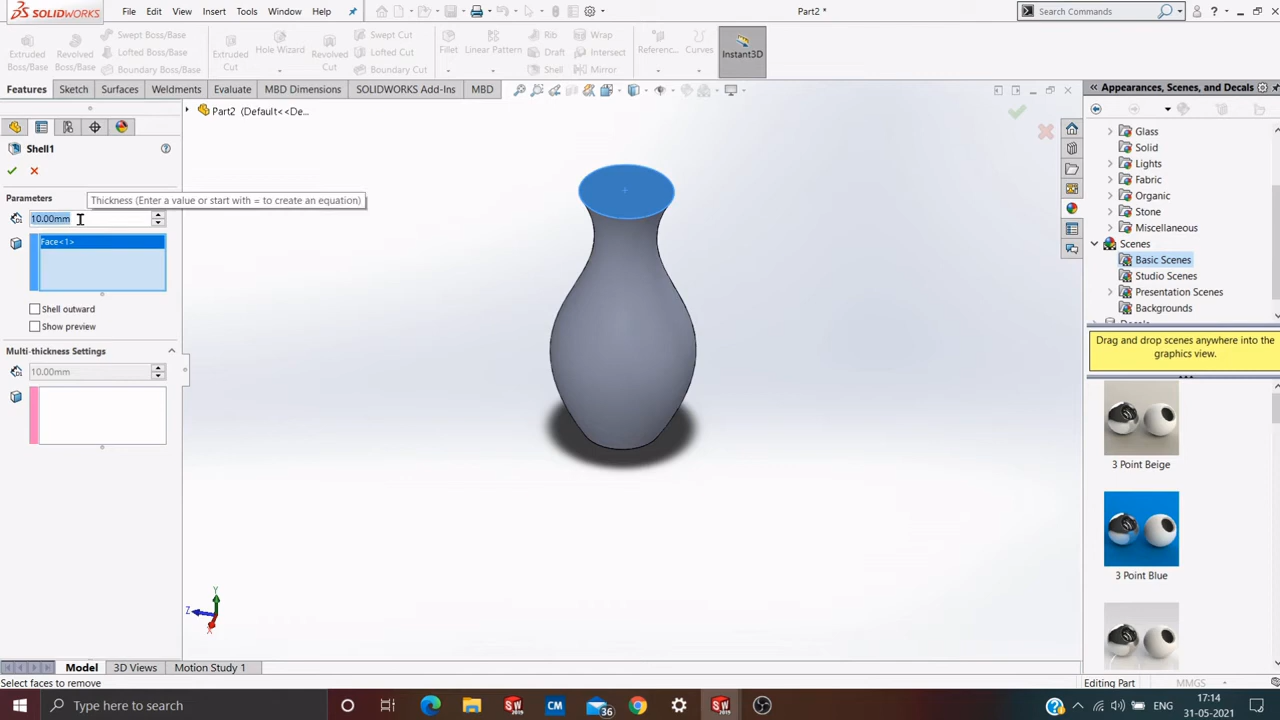 SOLIDWORKS File Edit View Insert Tools Window Help Part2 * Search Commands
Extruded Boss/Base Revolved Boss/Base Swept Boss/Base Lofted Boss/Base Boundary Boss/Base Extruded Cut Hole Wizard Revolved Cut Swept Cut Lofted Cut Boundary Cut Fillet Linear Pattern Rib Draft Shell Wrap Intersect Mirror Referenc... Curves Instant3D
Features Sketch Surfaces Weldments Evaluate MBD Dimensions SOLIDWORKS Add-Ins MBD
Appearances, Scenes, and Decals
Part2 (Default<<De...
Shell1
Parameters
Thickness (Enter a value or start with = to create an equation)
10.00mm
Face<1>
Shell outward
Show preview
Multi-thickness Settings
10.00mm
Glass
Solid
Lights
Fabric
Organic
Stone
Miscellaneous
Scenes
Basic Scenes
Studio Scenes
Presentation Scenes
Backgrounds
Drag and drop scenes anywhere into the
graphics view.
3 Point Beige
3 Point Blue
Y
Z
X
Model 3D Views Motion Study 1
Select faces to remove Editing Part MMGS
Type here to search
SW 2019 CM 36 SW 2019
ENG 17:14
31-05-2021